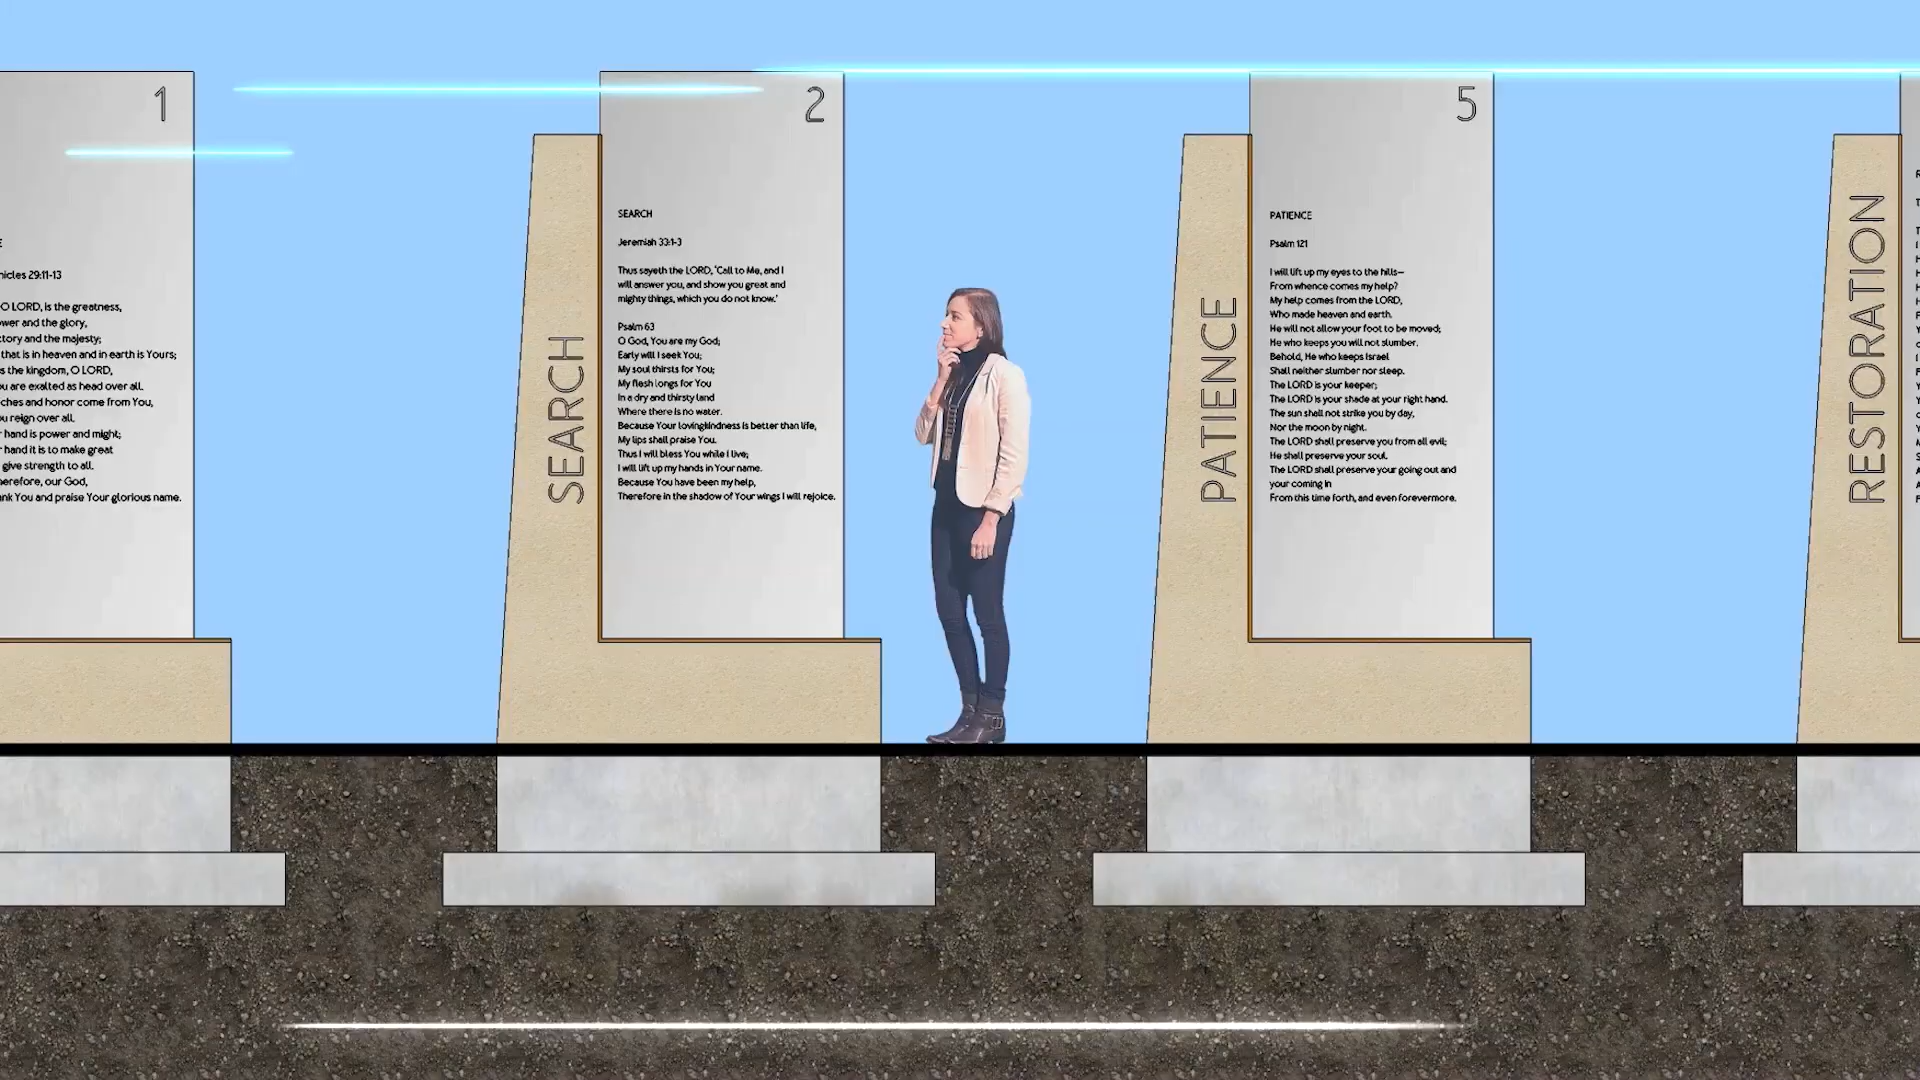 1
29:11-13
O LORD, is the greatness,
and the glory,
and the majesty;
that is in heaven and in earth is Yours;
the kingdom, O LORD,
are exalted as head over all.
and honor come from You,
reign over all.
hand is power and might;
hand it is to make great
give strength to all.
our God,
You and praise Your glorious name.
SEARCH
2
SEARCH
Jeremiah 33:1-3
Thus sayeth the LORD, 'Call to Me, and I
will answer you, and show you great and
mighty things, which you do not know.'
Psalm 63
O God, You are my God;
Early will I seek You;
My soul thirsts for You;
My flesh longs for You
In a dry and thirsty land
Where there is no water.
Because Your lovingkindness is better than life,
My lips shall praise You.
Thus I will bless You while I live;
I will lift up my hands in Your name.
Because You have been my help,
Therefore in the shadow of Your wings I will rejoice.
PATIENCE
5
PATIENCE
Psalm 121
I will lift up my eyes to the hills—
From whence comes my help?
My help comes from the LORD,
Who made heaven and earth.
He will not allow your foot to be moved;
He who keeps you will not slumber.
Behold, He who keeps Israel
Shall neither slumber nor sleep.
The LORD is your keeper;
The LORD is your shade at your right hand.
The sun shall not strike you by day,
Nor the moon by night.
The LORD shall preserve you from all evil;
He shall preserve your soul.
The LORD shall preserve your going out and
your coming in
From this time forth, and even forevermore.
RESTORATION